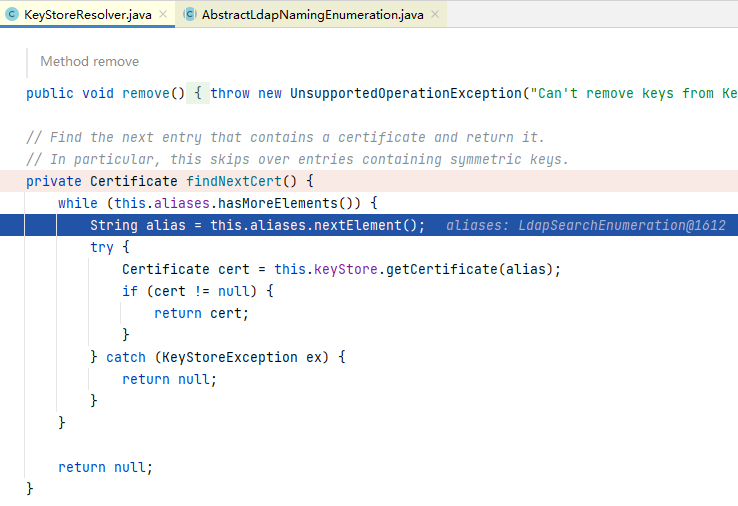 KeyStoreResolver.java AbstractLdapNamingEnumeration.java
Method remove
public void remove() { throw new UnsupportedOperationException("Can't remove keys from Ke
// Find the next entry that contains a certificate and return it.
// In particular, this skips over entries containing symmetric keys.
private Certificate findNextCert() {
while (this.aliases.hasMoreElements()) {
String alias = this.aliases.nextElement(); aliases: LdapSearchEnumeration@1612
try {
Certificate cert = this.keyStore.getCertificate(alias);
if (cert != null) {
return cert;
}
} catch (KeyStoreException ex) {
return null;
}
}
return null;
}